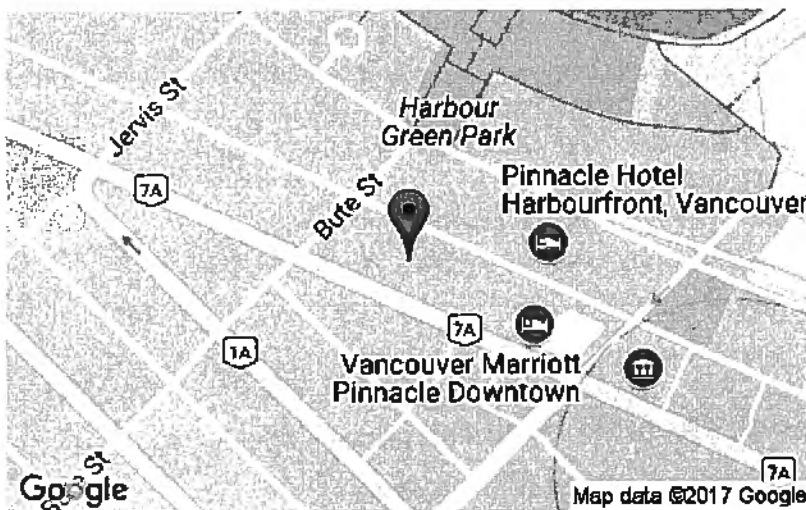 Jervis St
7A
Harbour
Green Park
Bute St
Pinnacle Hotel
Harbourfront, Vancouver
7A
1A
Vancouver Marriott
Pinnacle Downtown
St
7A
Google
Map data ©2017 Google